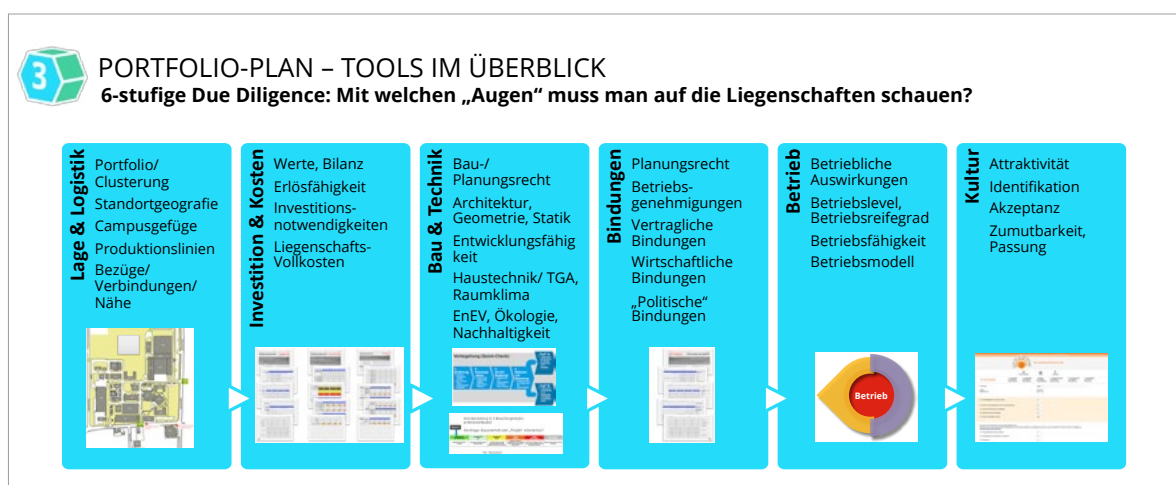 3
PORTFOLIO-PLAN – TOOLS IM ÜBERBLICK
6-stufige Due Diligence: Mit welchen „Augen“ muss man auf die Liegenschaften schauen?
Lage & Logistik
Portfolio/
Clusterung
Standortgeografie
Campusgefüge
Produktionslinien
Bezüge/
Verbindungen/
Nähe
Investition & Kosten
Werte, Bilanz
Erlösfähigkeit
Investitions-
notwendigkeiten
Liegenschafts-
Vollkosten
Bau & Technik
Bau-/
Planungsrecht
Architektur,
Geometrie, Statik
Entwicklungsfähig
keit
Haustechnik/ TGA,
Raumklima
EnEV, Ökologie,
Nachhaltigkeit
Bindungen
Planungsrecht
Betriebs-
genehmigungen
Vertragliche
Bindungen
Wirtschaftliche
Bindungen
„Politische“
Bindungen
Betrieb
Betriebliche
Auswirkungen
Betriebslevel,
Betriebsreifegrad
Betriebsfähigkeit
Betriebsmodell
Betrieb
Kultur
Attraktivität
Identifikation
Akzeptanz
Zumutbarkeit,
Passung